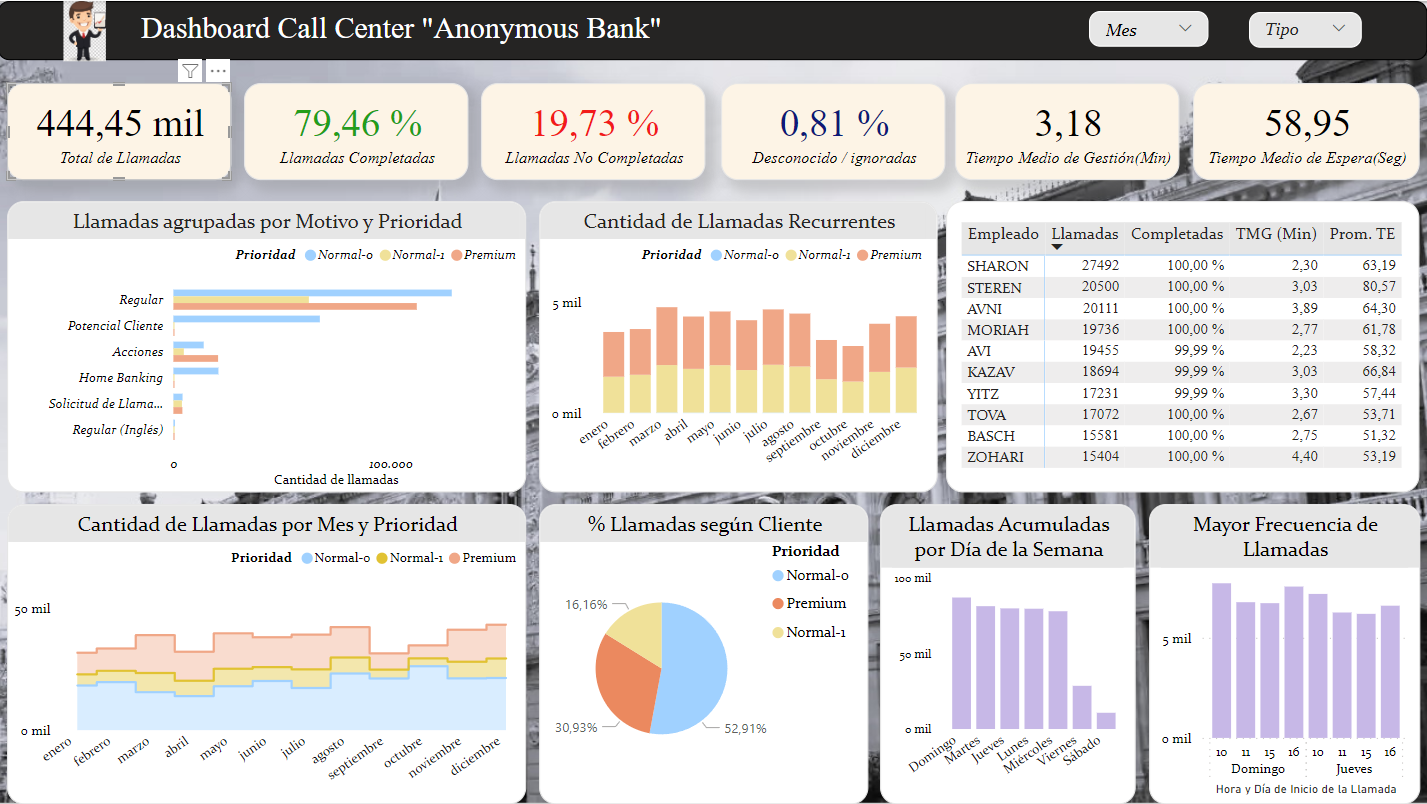 Dashboard Call Center "Anonymous Bank"
Mes
Tipo
444,45 mil
Total de Llamadas
79,46 %
Llamadas Completadas
19,73 %
Llamadas No Completadas
0,81 %
Desconocido / ignoradas
3,18
Tiempo Medio de Gestión(Min)
58,95
Tiempo Medio de Espera(Seg)
Llamadas agrupadas por Motivo y Prioridad
Prioridad Normal-0 Normal-1 Premium
Regular
Potencial Cliente
Acciones
Home Banking
Solicitud de Llama...
Regular (Inglés)
0 100.000
Cantidad de llamadas
Cantidad de Llamadas Recurrentes
Prioridad Normal-0 Normal-1 Premium
5 mil
0 mil
enero febrero marzo abril mayo junio julio agosto septiembre octubre noviembre diciembre
Empleado Llamadas Completadas TMG (Min) Prom. TE
SHARON 27492 100,00 % 2,30 63,19
STEREN 20500 100,00 % 3,03 80,57
AVNI 20111 100,00 % 3,89 64,30
MORIAH 19736 100,00 % 2,77 61,78
AVI 19455 99,99 % 2,23 58,32
KAZAV 18694 99,99 % 3,03 66,84
YITZ 17231 99,99 % 3,30 57,44
TOVA 17072 100,00 % 2,67 53,71
BASCH 15581 100,00 % 2,75 51,32
ZOHARI 15404 100,00 % 4,40 53,19
Cantidad de Llamadas por Mes y Prioridad
Prioridad Normal-0 Normal-1 Premium
50 mil
0 mil
enero febrero marzo abril mayo junio julio agosto septiembre octubre noviembre diciembre
% Llamadas según Cliente
Prioridad
Normal-0
Premium
Normal-1
16,16%
30,93%
52,91%
Llamadas Acumuladas
por Día de la Semana
100 mil
50 mil
0 mil
Domingo Martes Jueves Lunes Miércoles Viernes Sábado
Mayor Frecuencia de
Llamadas
5 mil
0 mil
10 11 15 16 10 11 15 16
Domingo Jueves
Hora y Día de Inicio de la Llamada